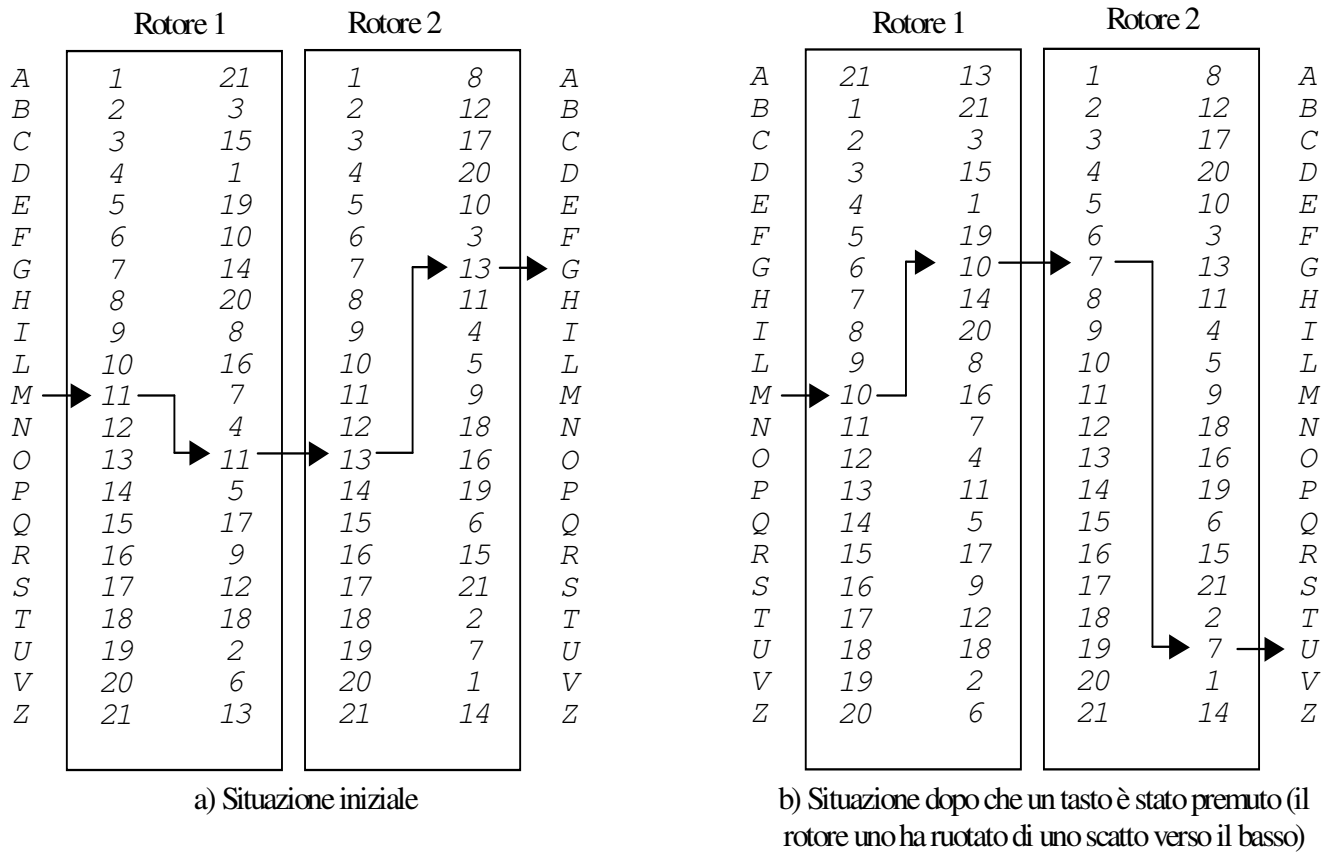 Rotore 1 Rotore 2 Rotore 1 Rotore 2
A 1 21 1 8 A A 21 13 1 8 A
B 2 3 2 12 B B 1 21 2 12 B
C 3 15 3 17 C C 2 3 3 17 C
D 4 1 4 20 D D 3 15 4 20 D
E 5 19 5 10 E E 4 1 5 10 E
F 6 10 6 3 F F 5 19 6 3 F
G 7 14 7 13 G G 6 10 7 13 G
H 8 20 8 11 H H 7 14 8 11 H
I 9 8 9 4 I I 8 20 9 4 I
L 10 16 10 5 L L 9 8 10 5 L
M 11 7 11 9 M M 10 16 11 9 M
N 12 4 12 18 N N 11 7 12 18 N
O 13 11 13 16 O O 12 4 13 16 O
P 14 5 14 19 P P 13 11 14 19 P
Q 15 17 15 6 Q Q 14 5 15 6 Q
R 16 9 16 15 R R 15 17 16 15 R
S 17 12 17 21 S S 16 9 17 21 S
T 18 18 18 2 T T 17 12 18 2 T
U 19 2 19 7 U U 18 18 19 7 U
V 20 6 20 1 V V 19 2 20 1 V
Z 21 13 21 14 Z Z 20 6 21 14 Z
a) Situazione iniziale
b) Situazione dopo che un tasto è stato premuto (il
rotore uno ha ruotato di uno scatto verso il basso)